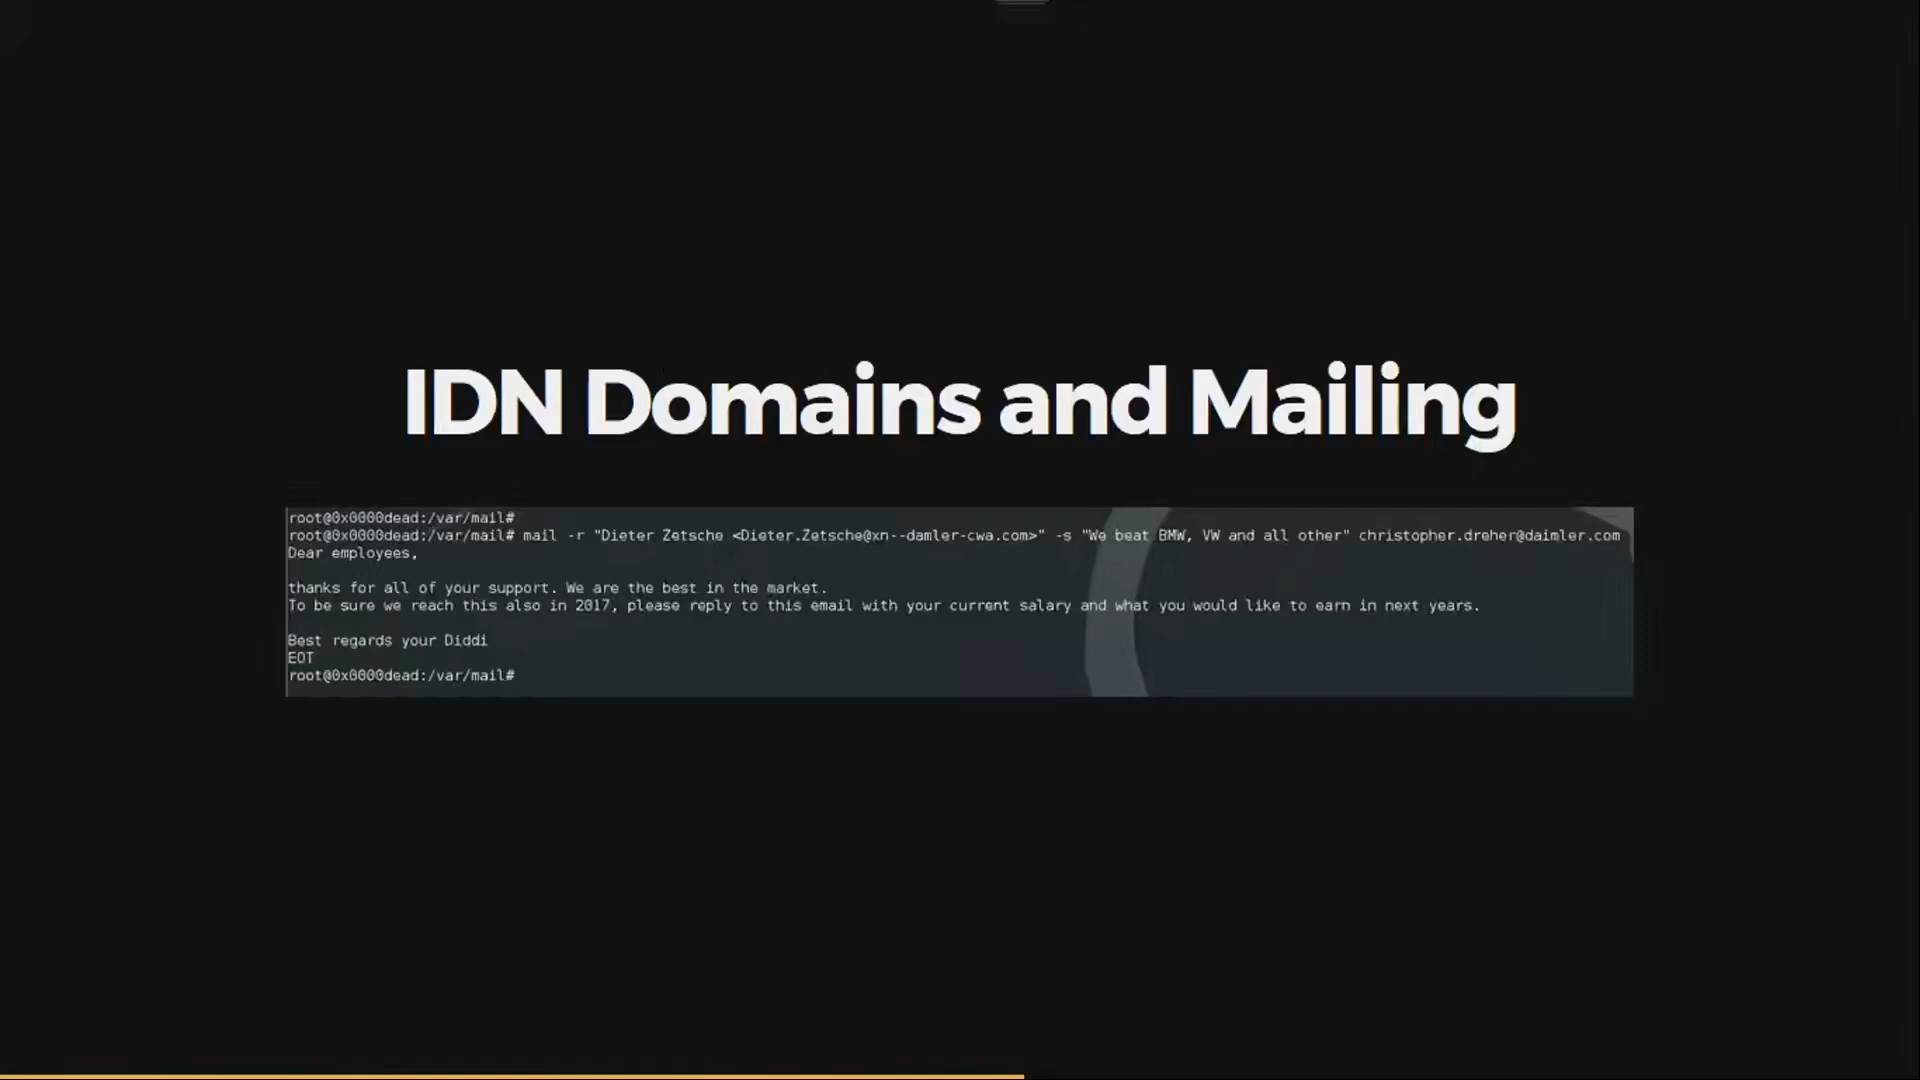 IDN Domains and Mailing
root@0x0000dead:/var/mail#
root@0x0000dead:/var/mail# mail -r "Dieter Zetsche <Dieter.Zetsche@xn--damler-cwa.com>" -s "We beat BMW, VW and all other" christopher.dreher@daimler.com
Dear employees,
thanks for all of your support. We are the best in the market.
To be sure we reach this also in 2017, please reply to this email with your current salary and what you would like to earn in next years.
Best regards your Diddi
EOT
root@0x0000dead:/var/mail#